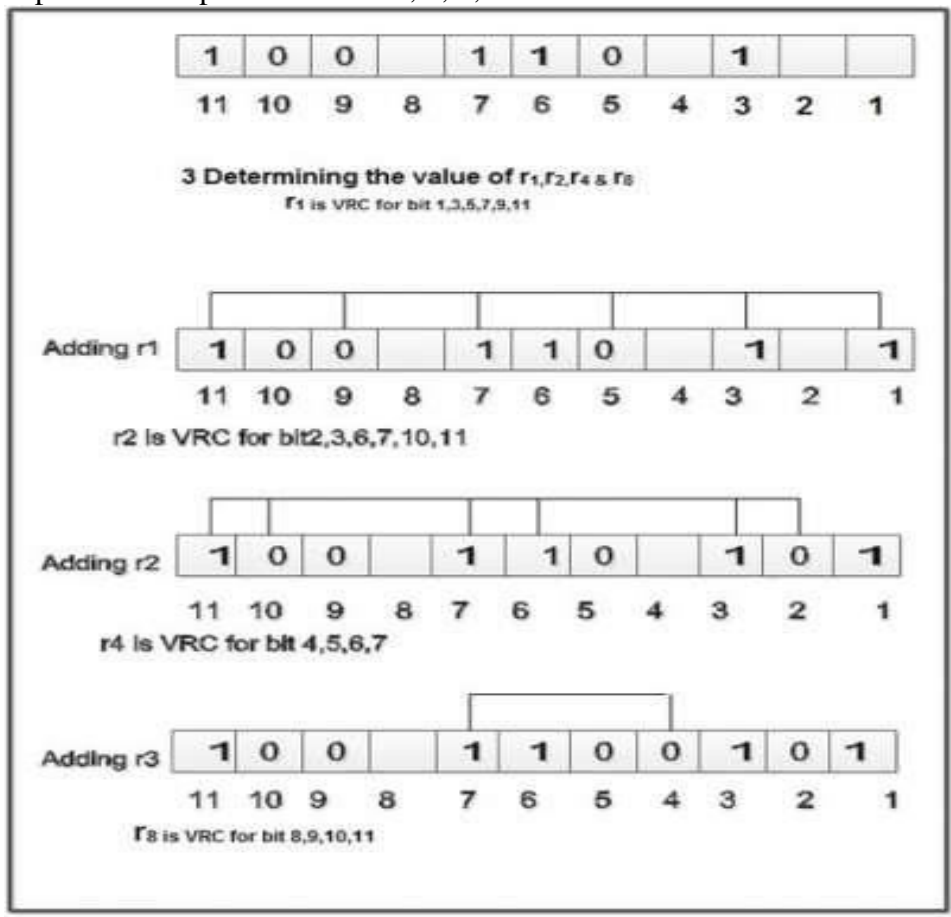 1 0 0 1 1 0 1
11 10 9 8 7 6 5 4 3 2 1
3 Determining the value of r1,r2,r4 & r8
r1 is VRC for bit 1,3,5,7,9,11
Adding r1 1 0 0 1 1 0 1 1
11 10 9 8 7 6 5 4 3 2 1
r2 is VRC for bit2,3,6,7,10,11
Adding r2 1 0 0 1 1 0 1 0 1
11 10 9 8 7 6 5 4 3 2 1
r4 is VRC for bit 4,5,6,7
Adding r3 1 0 0 1 1 0 0 1 0 1
11 10 9 8 7 6 5 4 3 2 1
r8 is VRC for bit 8,9,10,11